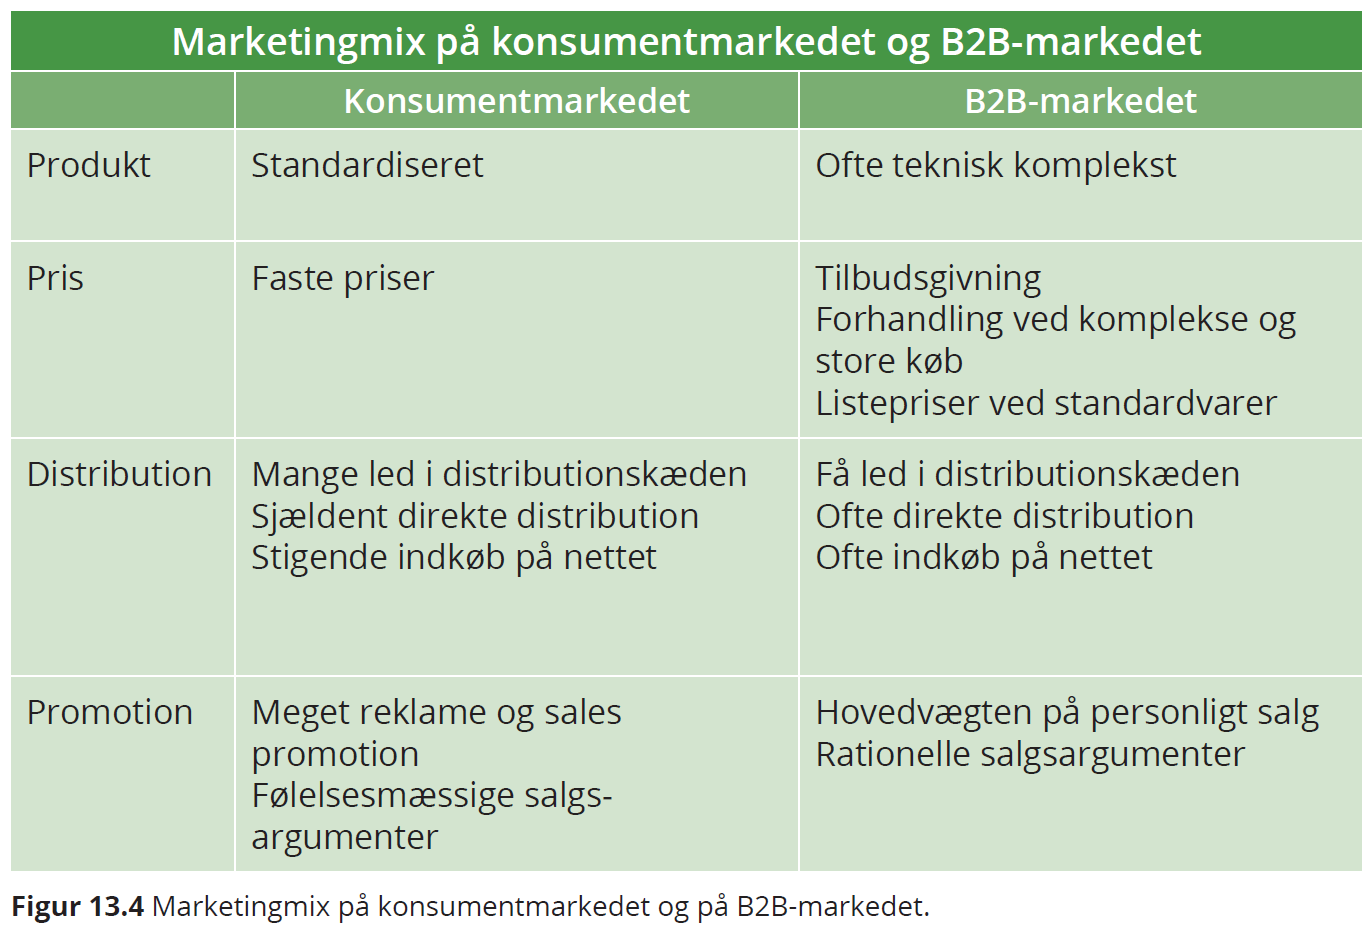 Marketingmix på konsumentmarkedet og B2B-markedet
Konsumentmarkedet
B2B-markedet
Produkt
Standardiseret
Ofte teknisk komplekst
Pris
Faste priser
Tilbudsgivning
Forhandling ved komplekse og
store køb
Listepriser ved standardvarer
Distribution
Mange led i distributionskæden
Sjældent direkte distribution
Stigende indkøb på nettet
Få led i distributionskæden
Ofte direkte distribution
Ofte indkøb på nettet
Promotion
Meget reklame og sales
promotion
Følelsesmæssige salgs-
argumenter
Hovedvægten på personligt salg
Rationelle salgsargumenter
Figur 13.4 Marketingmix på konsumentmarkedet og på B2B-markedet.